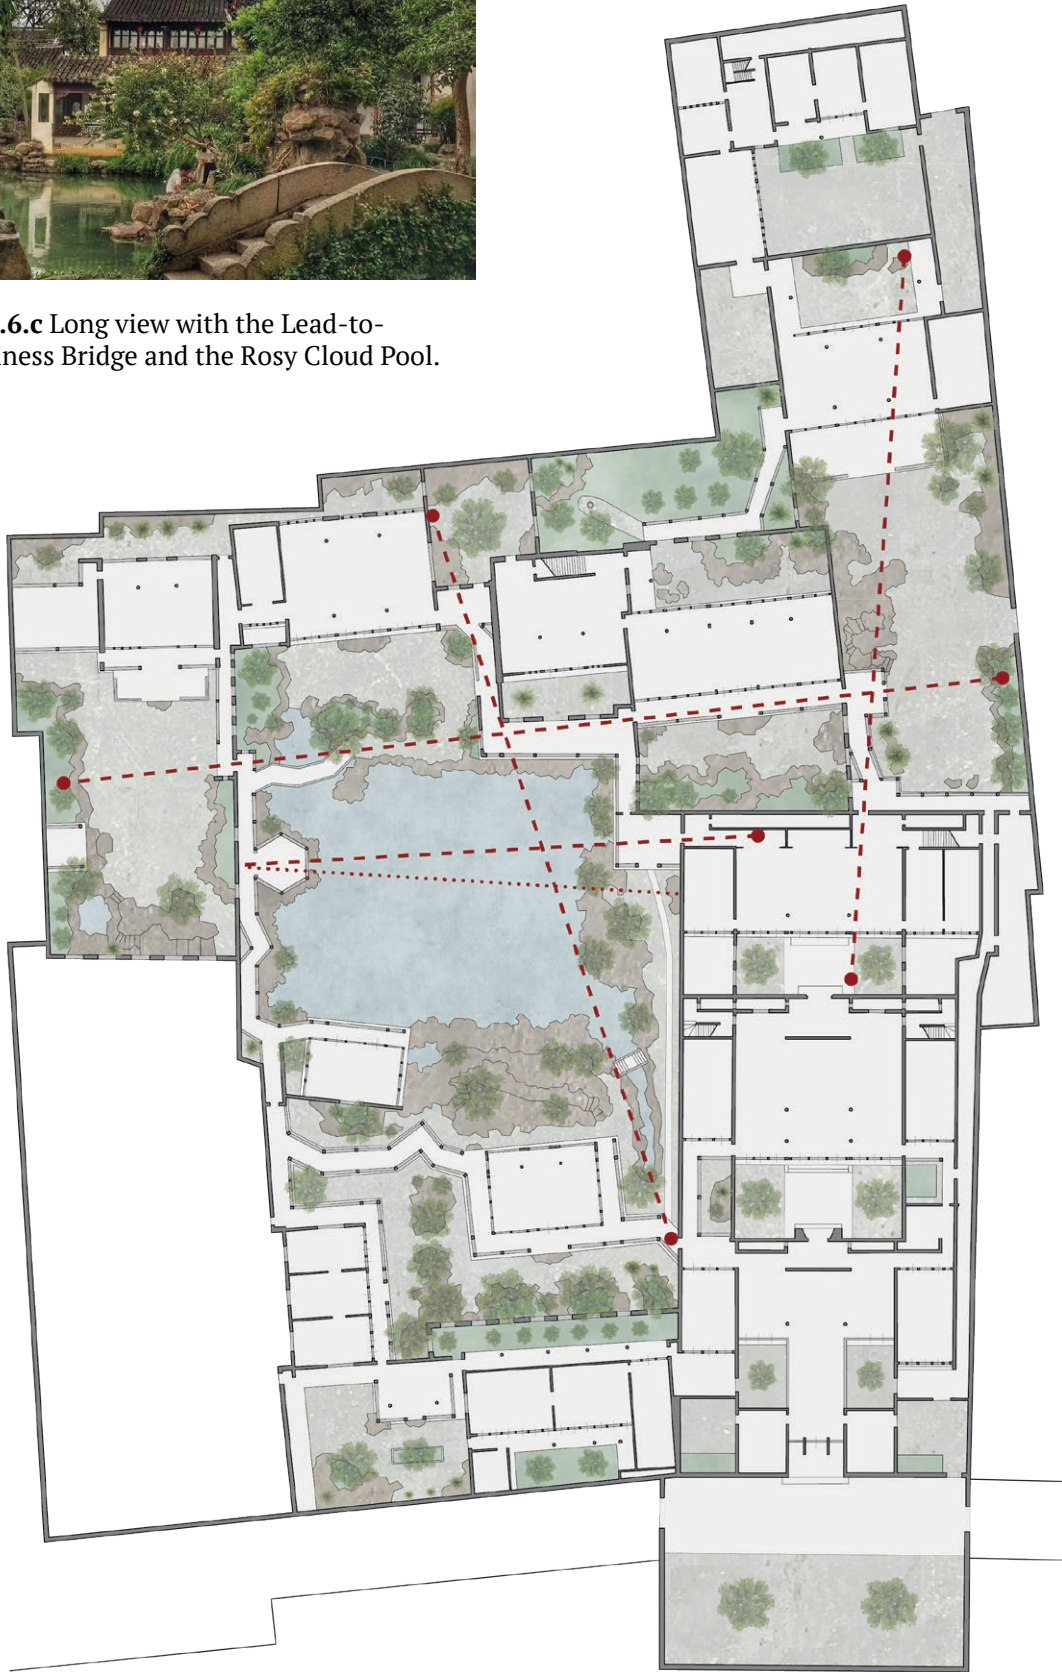 .6.c Long view with the Lead-to-
ness Bridge and the Rosy Cloud Pool.